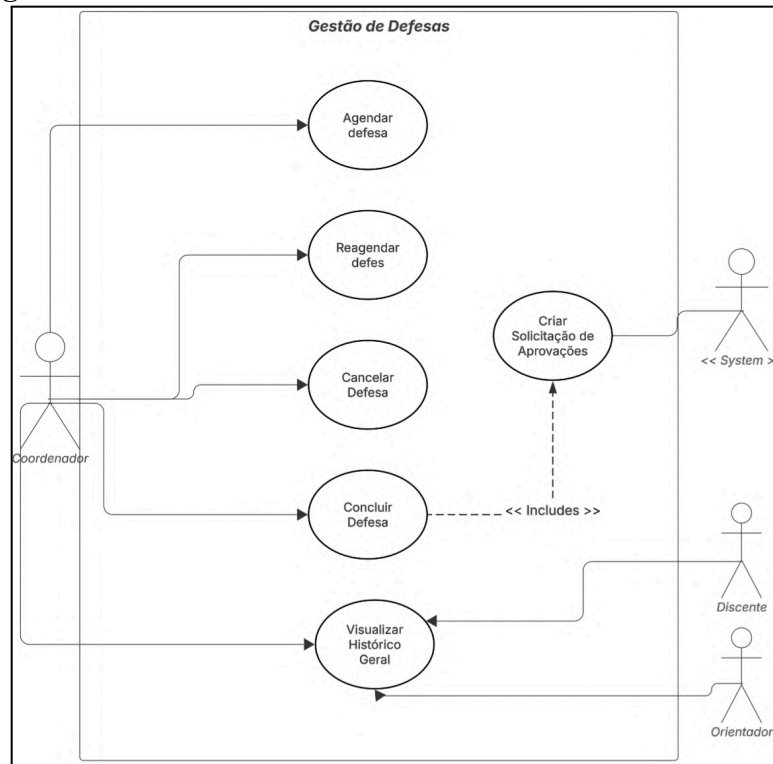 Gestão de Defesas
Agendar
defesa
Reagendar
defes
Criar
Solicitação de
Aprovações
<< System >
Cancelar
Defesa
Coordenador
Concluir
Defesa
<< Includes >>
Discente
Visualizar
Histórico
Geral
Orientador